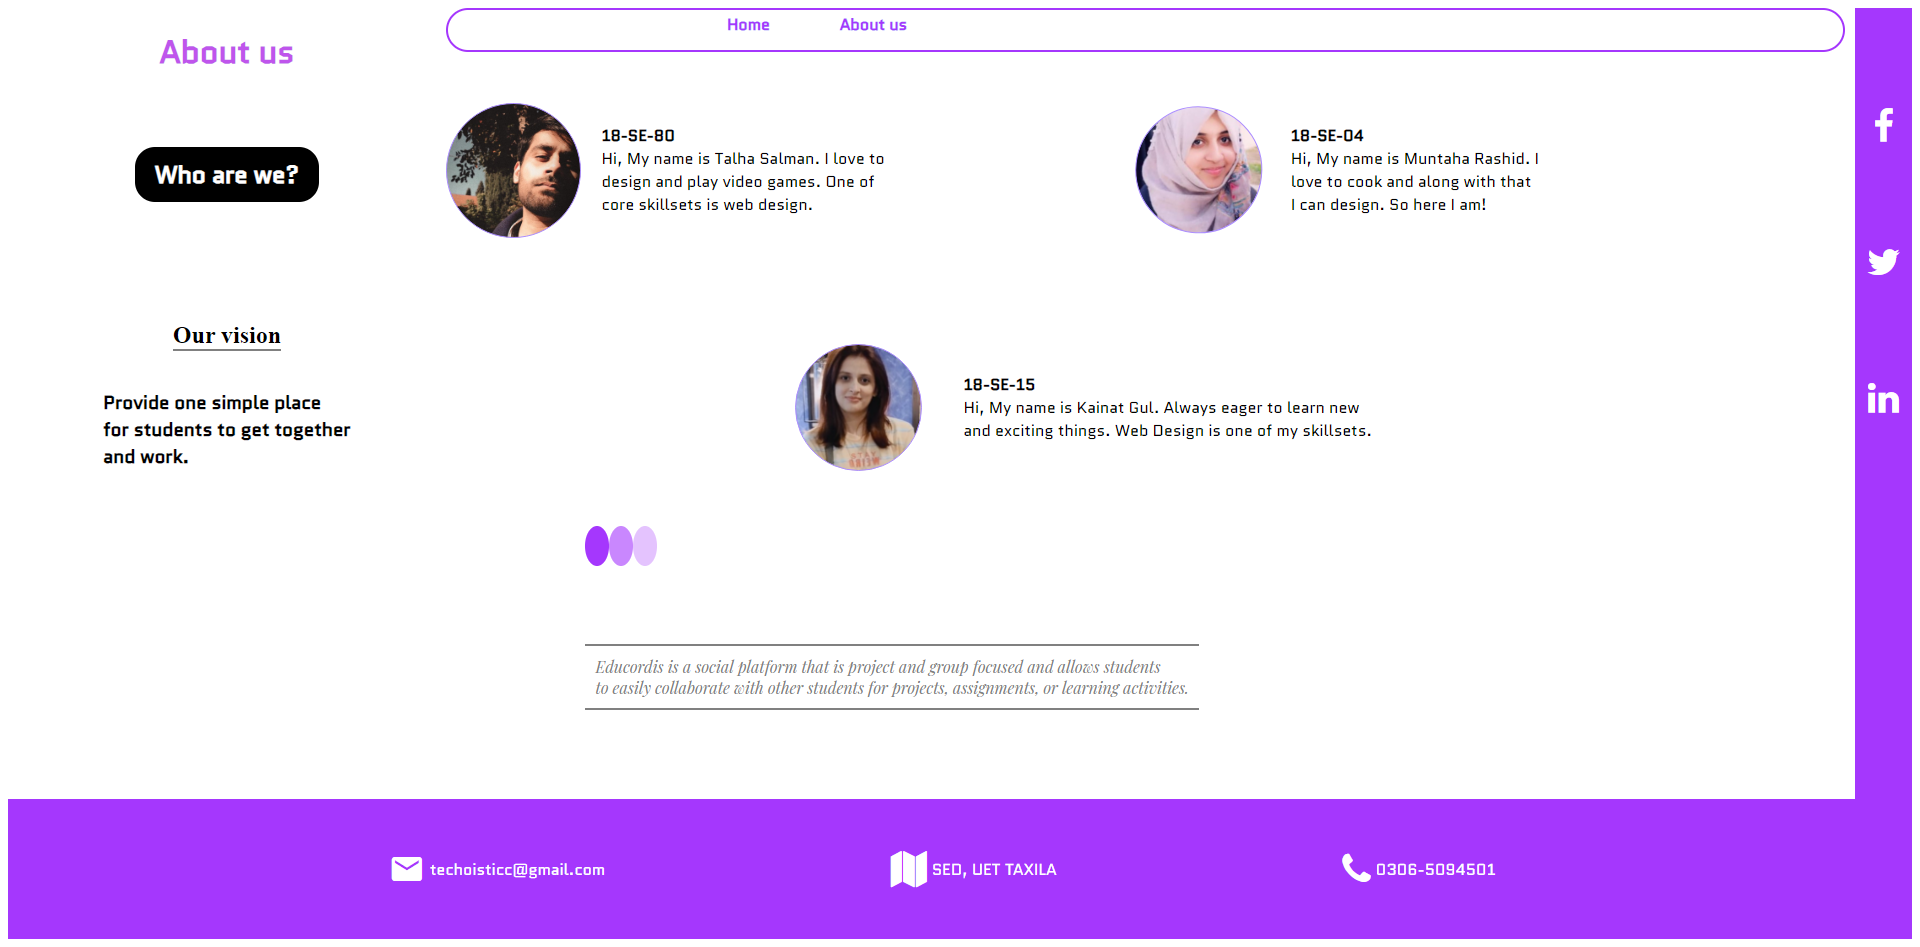 About us
Home
About us
Who are we?
18-SE-80
Hi, My name is Talha Salman. I love to
design and play video games. One of
core skillsets is web design.
18-SE-04
Hi, My name is Muntaha Rashid. I
love to cook and along with that
I can design. So here I am!
Our vision
Provide one simple place
for students to get together
and work.
18-SE-15
Hi, My name is Kainat Gul. Always eager to learn new
and exciting things. Web Design is one of my skillsets.
Educordis is a social platform that is project and group focused and allows students
to easily collaborate with other students for projects, assignments, or learning activities.
techoisticc@gmail.com
SED, UET TAXILA
0306-5094501